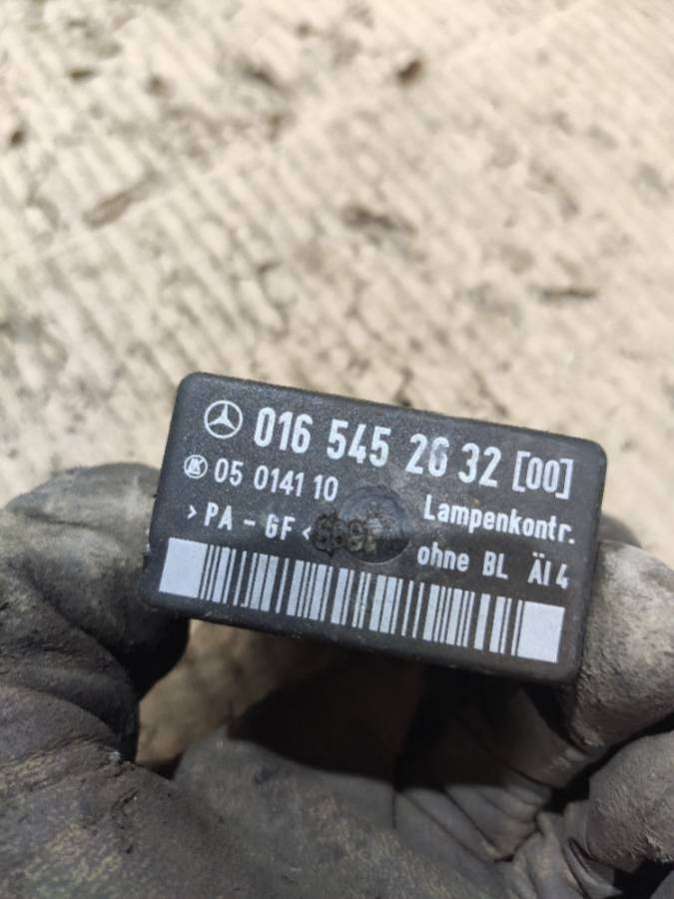 016 545 26 32 [00]
05 0141 10
Lampenkontr.
>PA-GF<
ohne BL ÄI 4